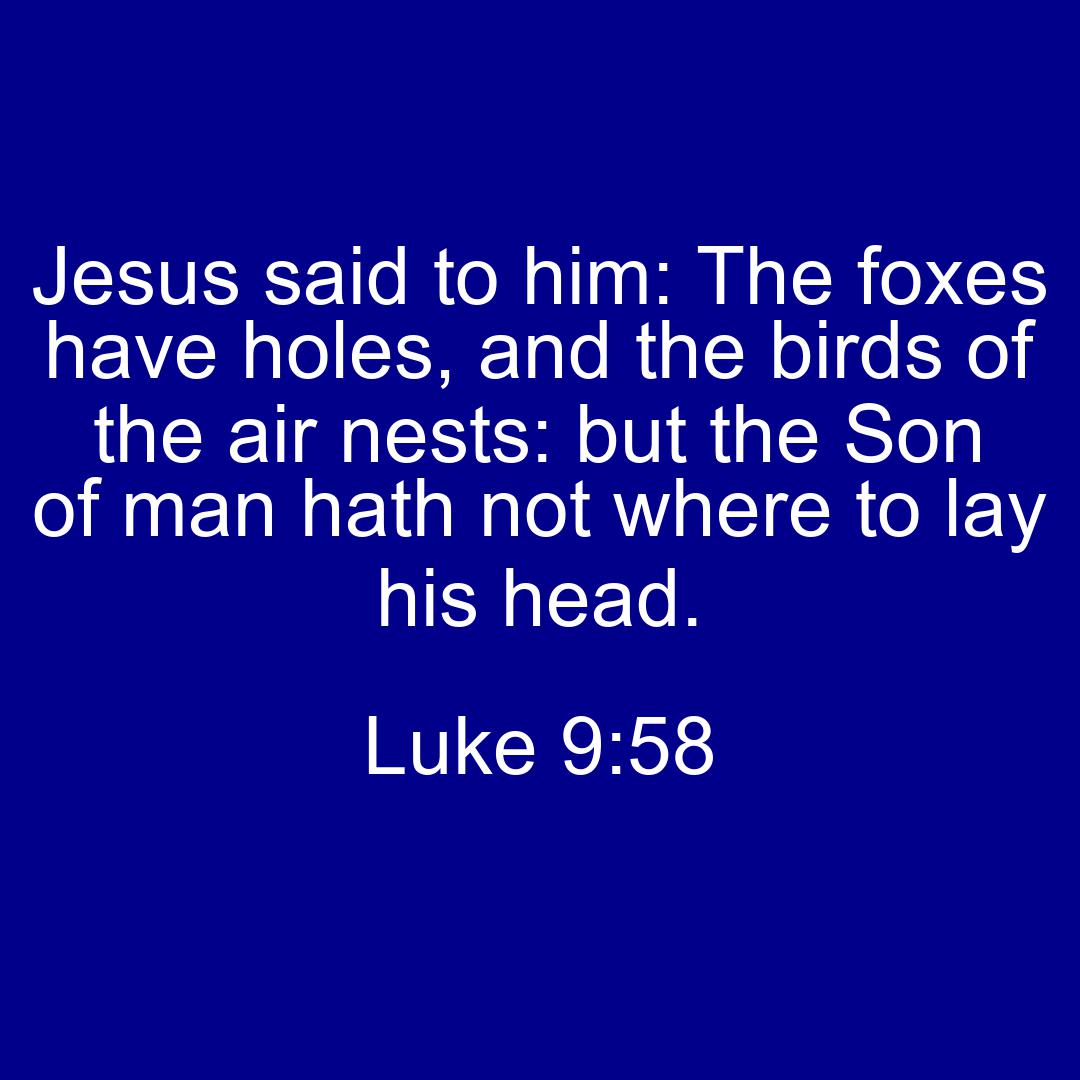 Jesus said to him: The foxes
have holes, and the birds of
the air nests: but the Son
of man hath not where to lay
his head.
Luke 9:58